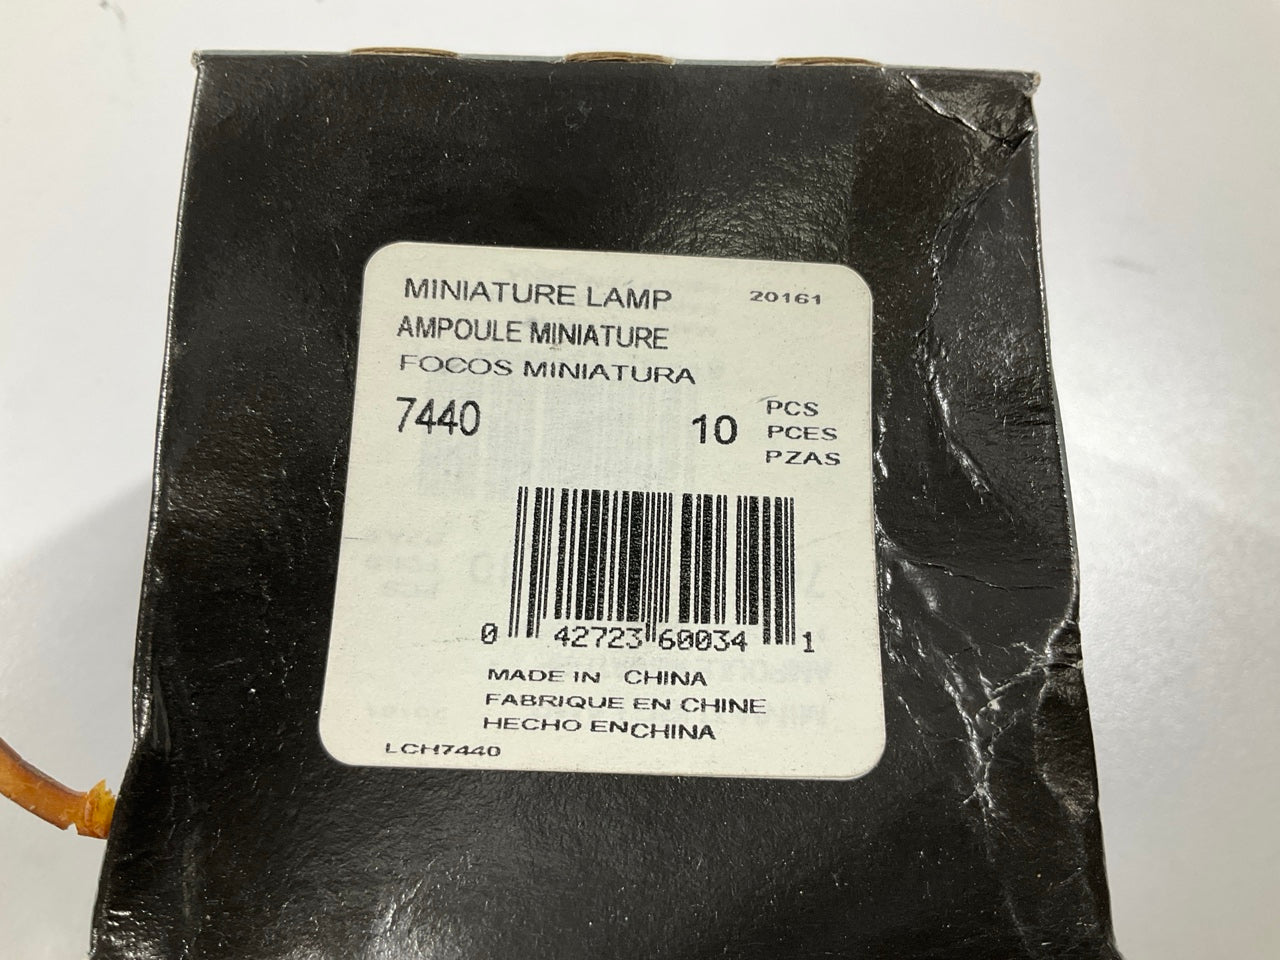 MINIATURE LAMP 20161
AMPOULE MINIATURE
FOCOS MINIATURA
7440 10 PCS
PCES
PZAS
0 42723 60034 1
MADE IN CHINA
FABRIQUE EN CHINE
HECHO ENCHINA
LCH7440